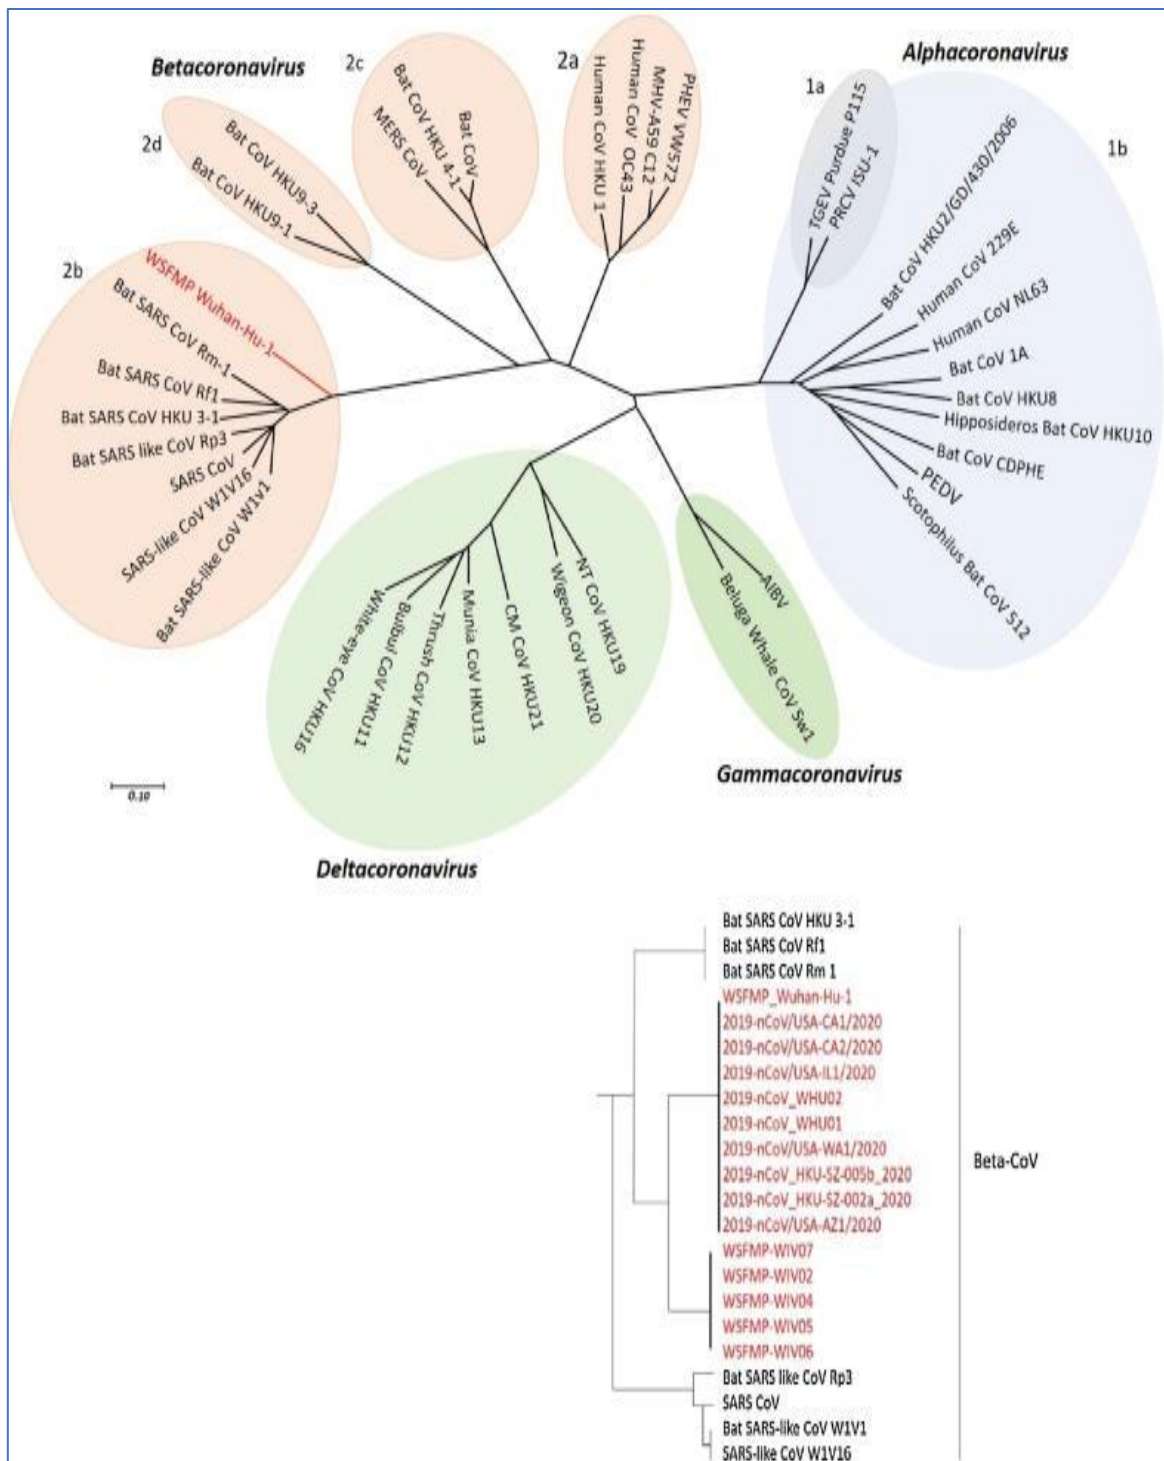 Betacoronavirus
2c
2a
Alphacoronavirus
1a
1b
2d
2b
Bat CoV HKU9-3
Bat CoV HKU9-1
MERS CoV
Bat CoV HKU 4-1
Bat CoV
Human CoV HKU 1
Human CoV OC43
MHV-A59 C12
PHEV VW572
TGEV Purdue P115
PRCV ISU-1
Bat CoV HKU2/GD/430/2006
Human CoV 229E
Human CoV NL63
Bat CoV 1A
Bat CoV HKU8
Hipposideros Bat CoV HKU10
Bat CoV CDPHE
PEDV
Scotophilus Bat CoV 512
WSFMP Wuhan-Hu-1
Bat SARS CoV Rm-1
Bat SARS CoV Rf1
Bat SARS CoV HKU 3-1
Bat SARS like CoV Rp3
SARS CoV
SARS-like CoV W1V16
Bat SARS-like CoV W1v1
White-eye CoV HKU16
Bulbul CoV HKU11
Thrush CoV HKU12
Munia CoV HKU13
CM CoV HKU21
Wigeon CoV HKU20
NT CoV HKU19
AIBV
Beluga Whale CoV Sw1
Gammacoronavirus
0.10
Deltacoronavirus
Bat SARS CoV HKU 3-1
Bat SARS CoV Rf1
Bat SARS CoV Rm 1
WSFMP_Wuhan-Hu-1
2019-nCoV/USA-CA1/2020
2019-nCoV/USA-CA2/2020
2019-nCoV/USA-IL1/2020
2019-nCoV_WHU02
2019-nCoV_WHU01
2019-nCoV/USA-WA1/2020
2019-nCoV_HKU-SZ-005b_2020
2019-nCoV_HKU-SZ-002a_2020
2019-nCoV/USA-AZ1/2020
WSFMP-WIV07
WSFMP-WIV02
WSFMP-WIV04
WSFMP-WIV05
WSFMP-WIV06
Bat SARS like CoV Rp3
SARS CoV
Bat SARS-like CoV W1V1
SARS-like CoV W1V16
Beta-CoV